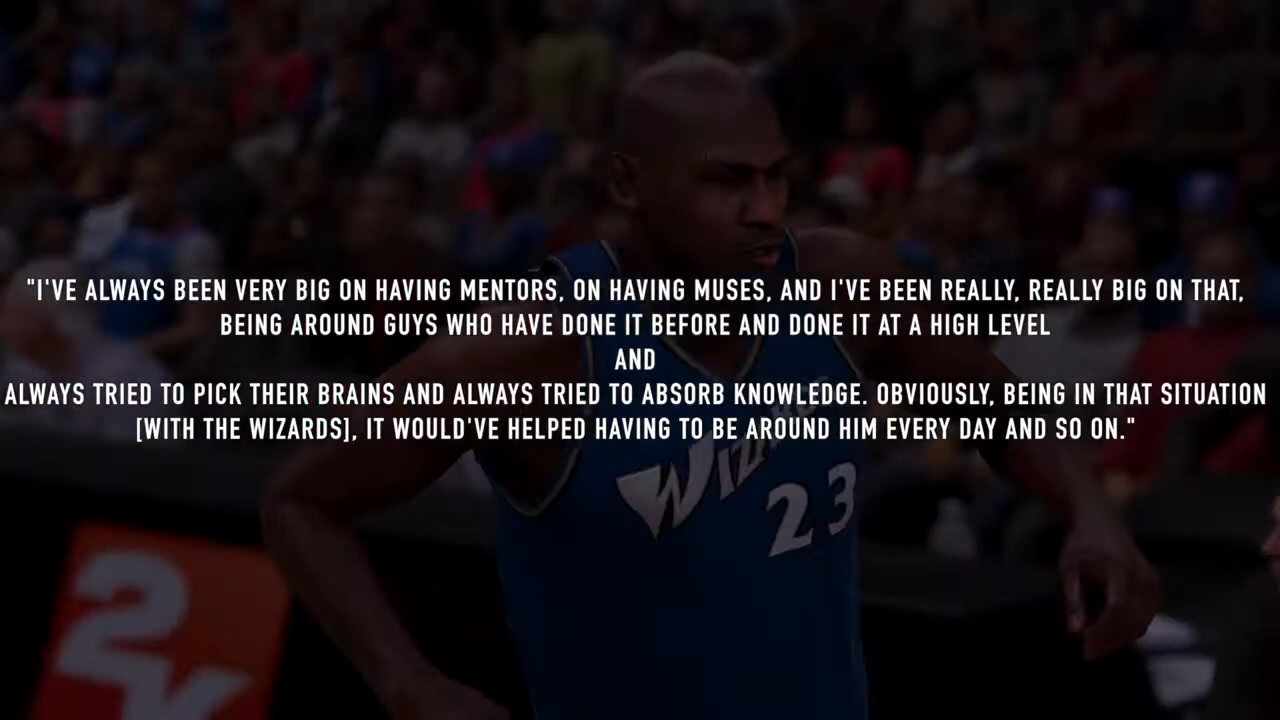 "I'VE ALWAYS BEEN VERY BIG ON HAVING MENTORS, ON HAVING MUSES, AND I'VE BEEN REALLY, REALLY BIG ON THAT,
BEING AROUND GUYS WHO HAVE DONE IT BEFORE AND DONE IT AT A HIGH LEVEL
AND
ALWAYS TRIED TO PICK THEIR BRAINS AND ALWAYS TRIED TO ABSORB KNOWLEDGE. OBVIOUSLY, BEING IN THAT SITUATION
[WITH THE WIZARDS], IT WOULD'VE HELPED HAVING TO BE AROUND HIM EVERY DAY AND SO ON."
Wizards
23
2K